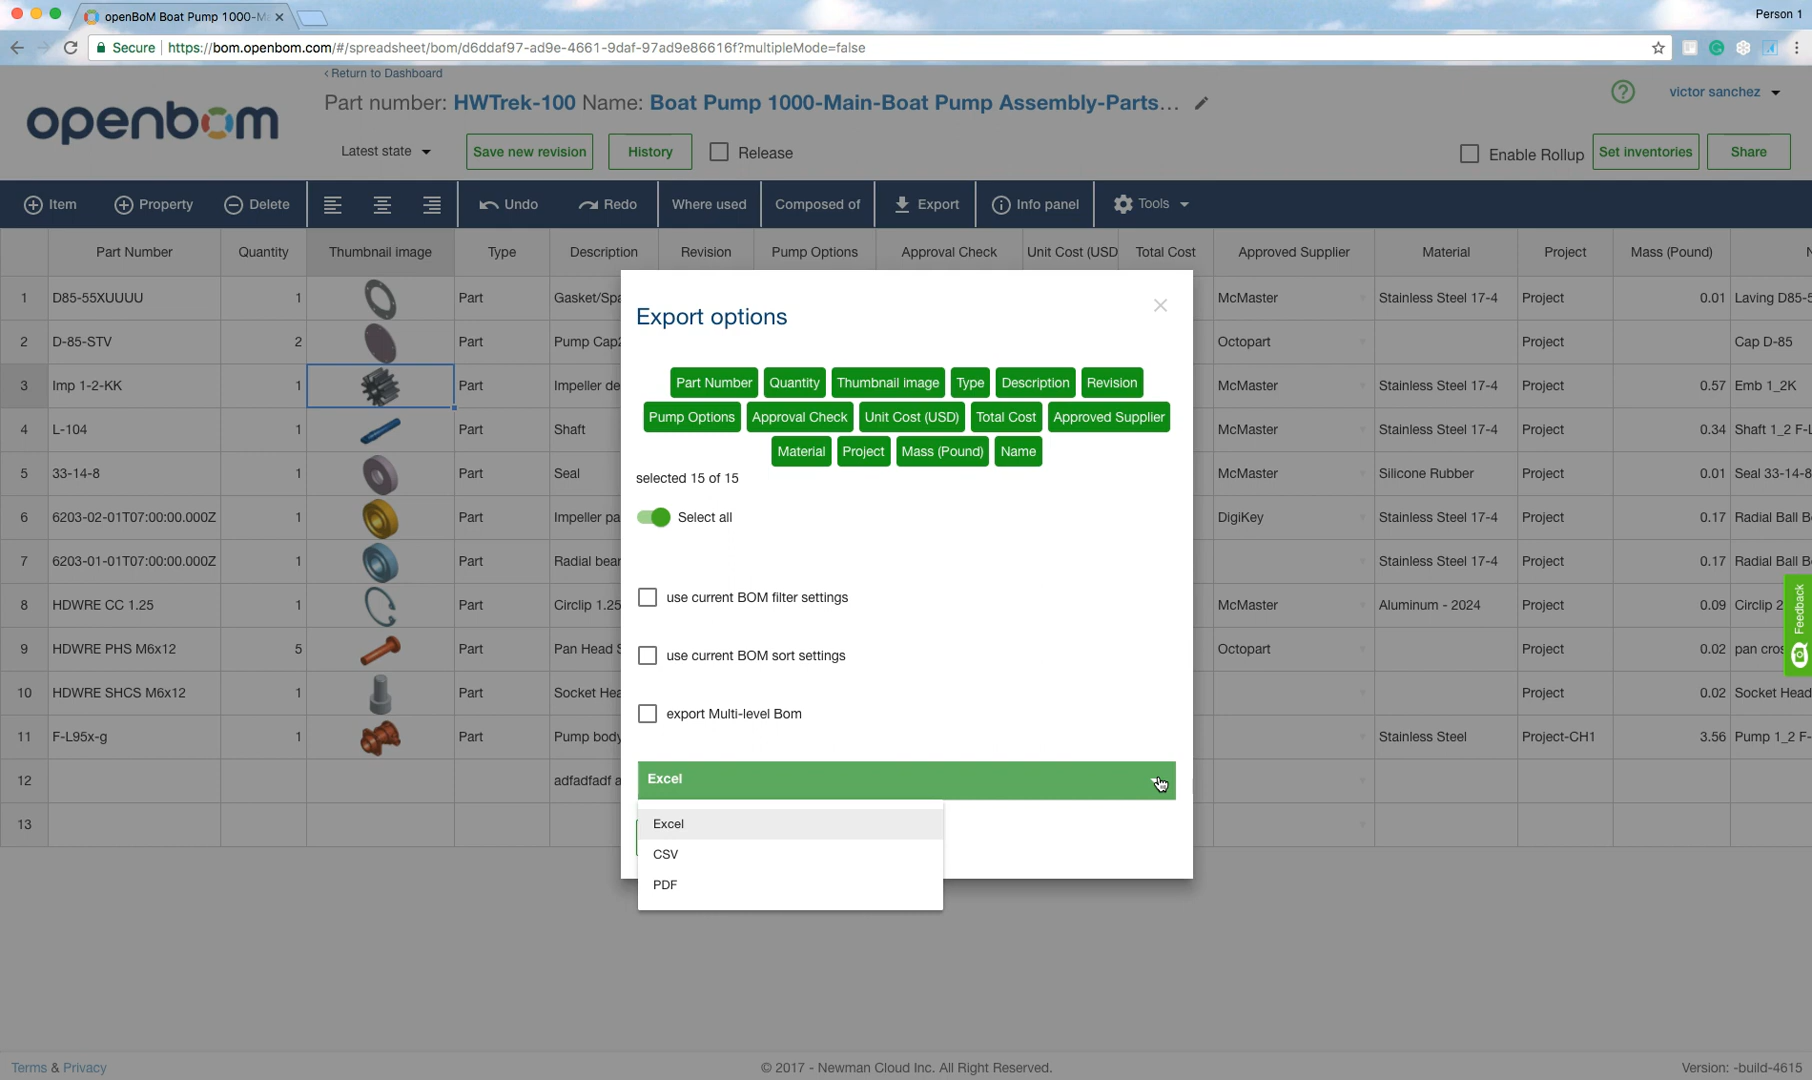 openBoM Boat Pump 1000-M
Person 1
Secure https://bom.openbom.com/#/spreadsheet/bom/d6ddaf97-ad9e-4661-9daf-97ad9e86616f?multipleMode=false
‹ Return to Dashboard
openbom
Part number: HWTrek-100 Name: Boat Pump 1000-Main-Boat Pump Assembly-Parts...
victor sanchez
Latest state
Save new revision
History
Release
Enable Rollup
Set inventories
Share
Item Property Delete Undo Redo Where used Composed of Export Info panel Tools
Part Number Quantity Thumbnail image Type Description Revision Pump Options Approval Check Unit Cost (USD Total Cost Approved Supplier Material Project Mass (Pound)
1 D85-55XUUUU 1 Part Gasket/Spa McMaster Stainless Steel 17-4 Project 0.01 Laving D85-5
2 D-85-STV 2 Part Pump Cap2 Octopart Project Cap D-85
3 Imp 1-2-KK 1 Part Impeller de McMaster Stainless Steel 17-4 Project 0.57 Emb 1_2K
4 L-104 1 Part Shaft McMaster Stainless Steel 17-4 Project 0.34 Shaft 1_2 F-L
5 33-14-8 1 Part Seal McMaster Silicone Rubber Project 0.01 Seal 33-14-8
6 6203-02-01T07:00:00.000Z 1 Part Impeller pa DigiKey Stainless Steel 17-4 Project 0.17 Radial Ball B
7 6203-01-01T07:00:00.000Z 1 Part Radial bear Stainless Steel 17-4 Project 0.17 Radial Ball B
8 HDWRE CC 1.25 1 Part Circlip 1.25 McMaster Aluminum - 2024 Project 0.09 Circlip 2
9 HDWRE PHS M6x12 5 Part Pan Head S Octopart Project 0.02 pan cros
10 HDWRE SHCS M6x12 1 Part Socket Hea Project 0.02 Socket Head
11 F-L95x-g 1 Part Pump body Stainless Steel Project-CH1 3.56 Pump 1_2 F-
12 adfadfadf a
13
Export options
Part Number Quantity Thumbnail image Type Description Revision
Pump Options Approval Check Unit Cost (USD) Total Cost Approved Supplier
Material Project Mass (Pound) Name
selected 15 of 15
Select all
use current BOM filter settings
use current BOM sort settings
export Multi-level Bom
Excel
Excel
CSV
PDF
Feedback
Terms & Privacy
© 2017 - Newman Cloud Inc. All Right Reserved.
Version: -build-4615